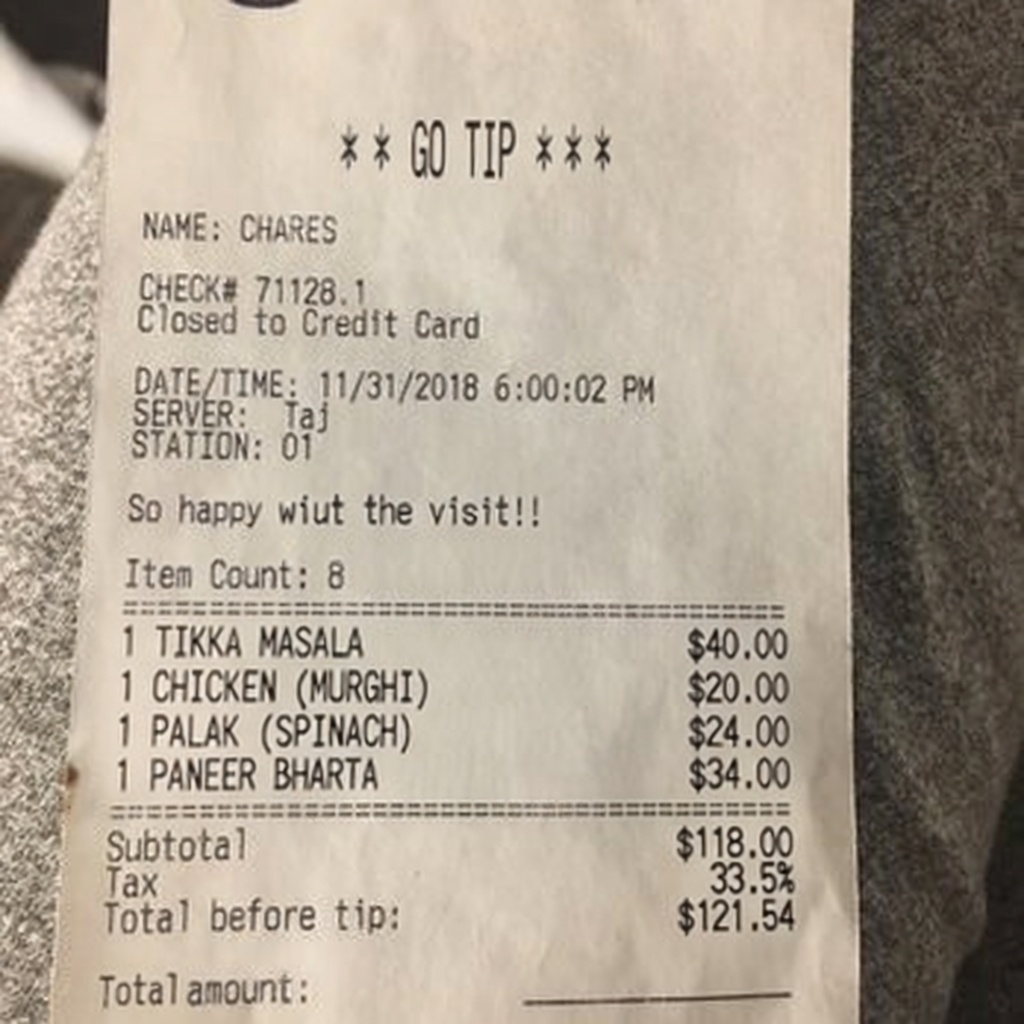 ** GO TIP ***
NAME: CHARES
CHECK# 71128.1
Closed to Credit Card
DATE/TIME: 11/31/2018 6:00:02 PM
SERVER: Taj
STATION: 01
So happy wiut the visit!!
Item Count: 8
=====================================
1 TIKKA MASALA $40.00
1 CHICKEN (MURGHI) $20.00
1 PALAK (SPINACH) $24.00
1 PANEER BHARTA $34.00
=====================================
Subtotal $118.00
Tax 33.5%
Total before tip: $121.54
Total amount: ___________